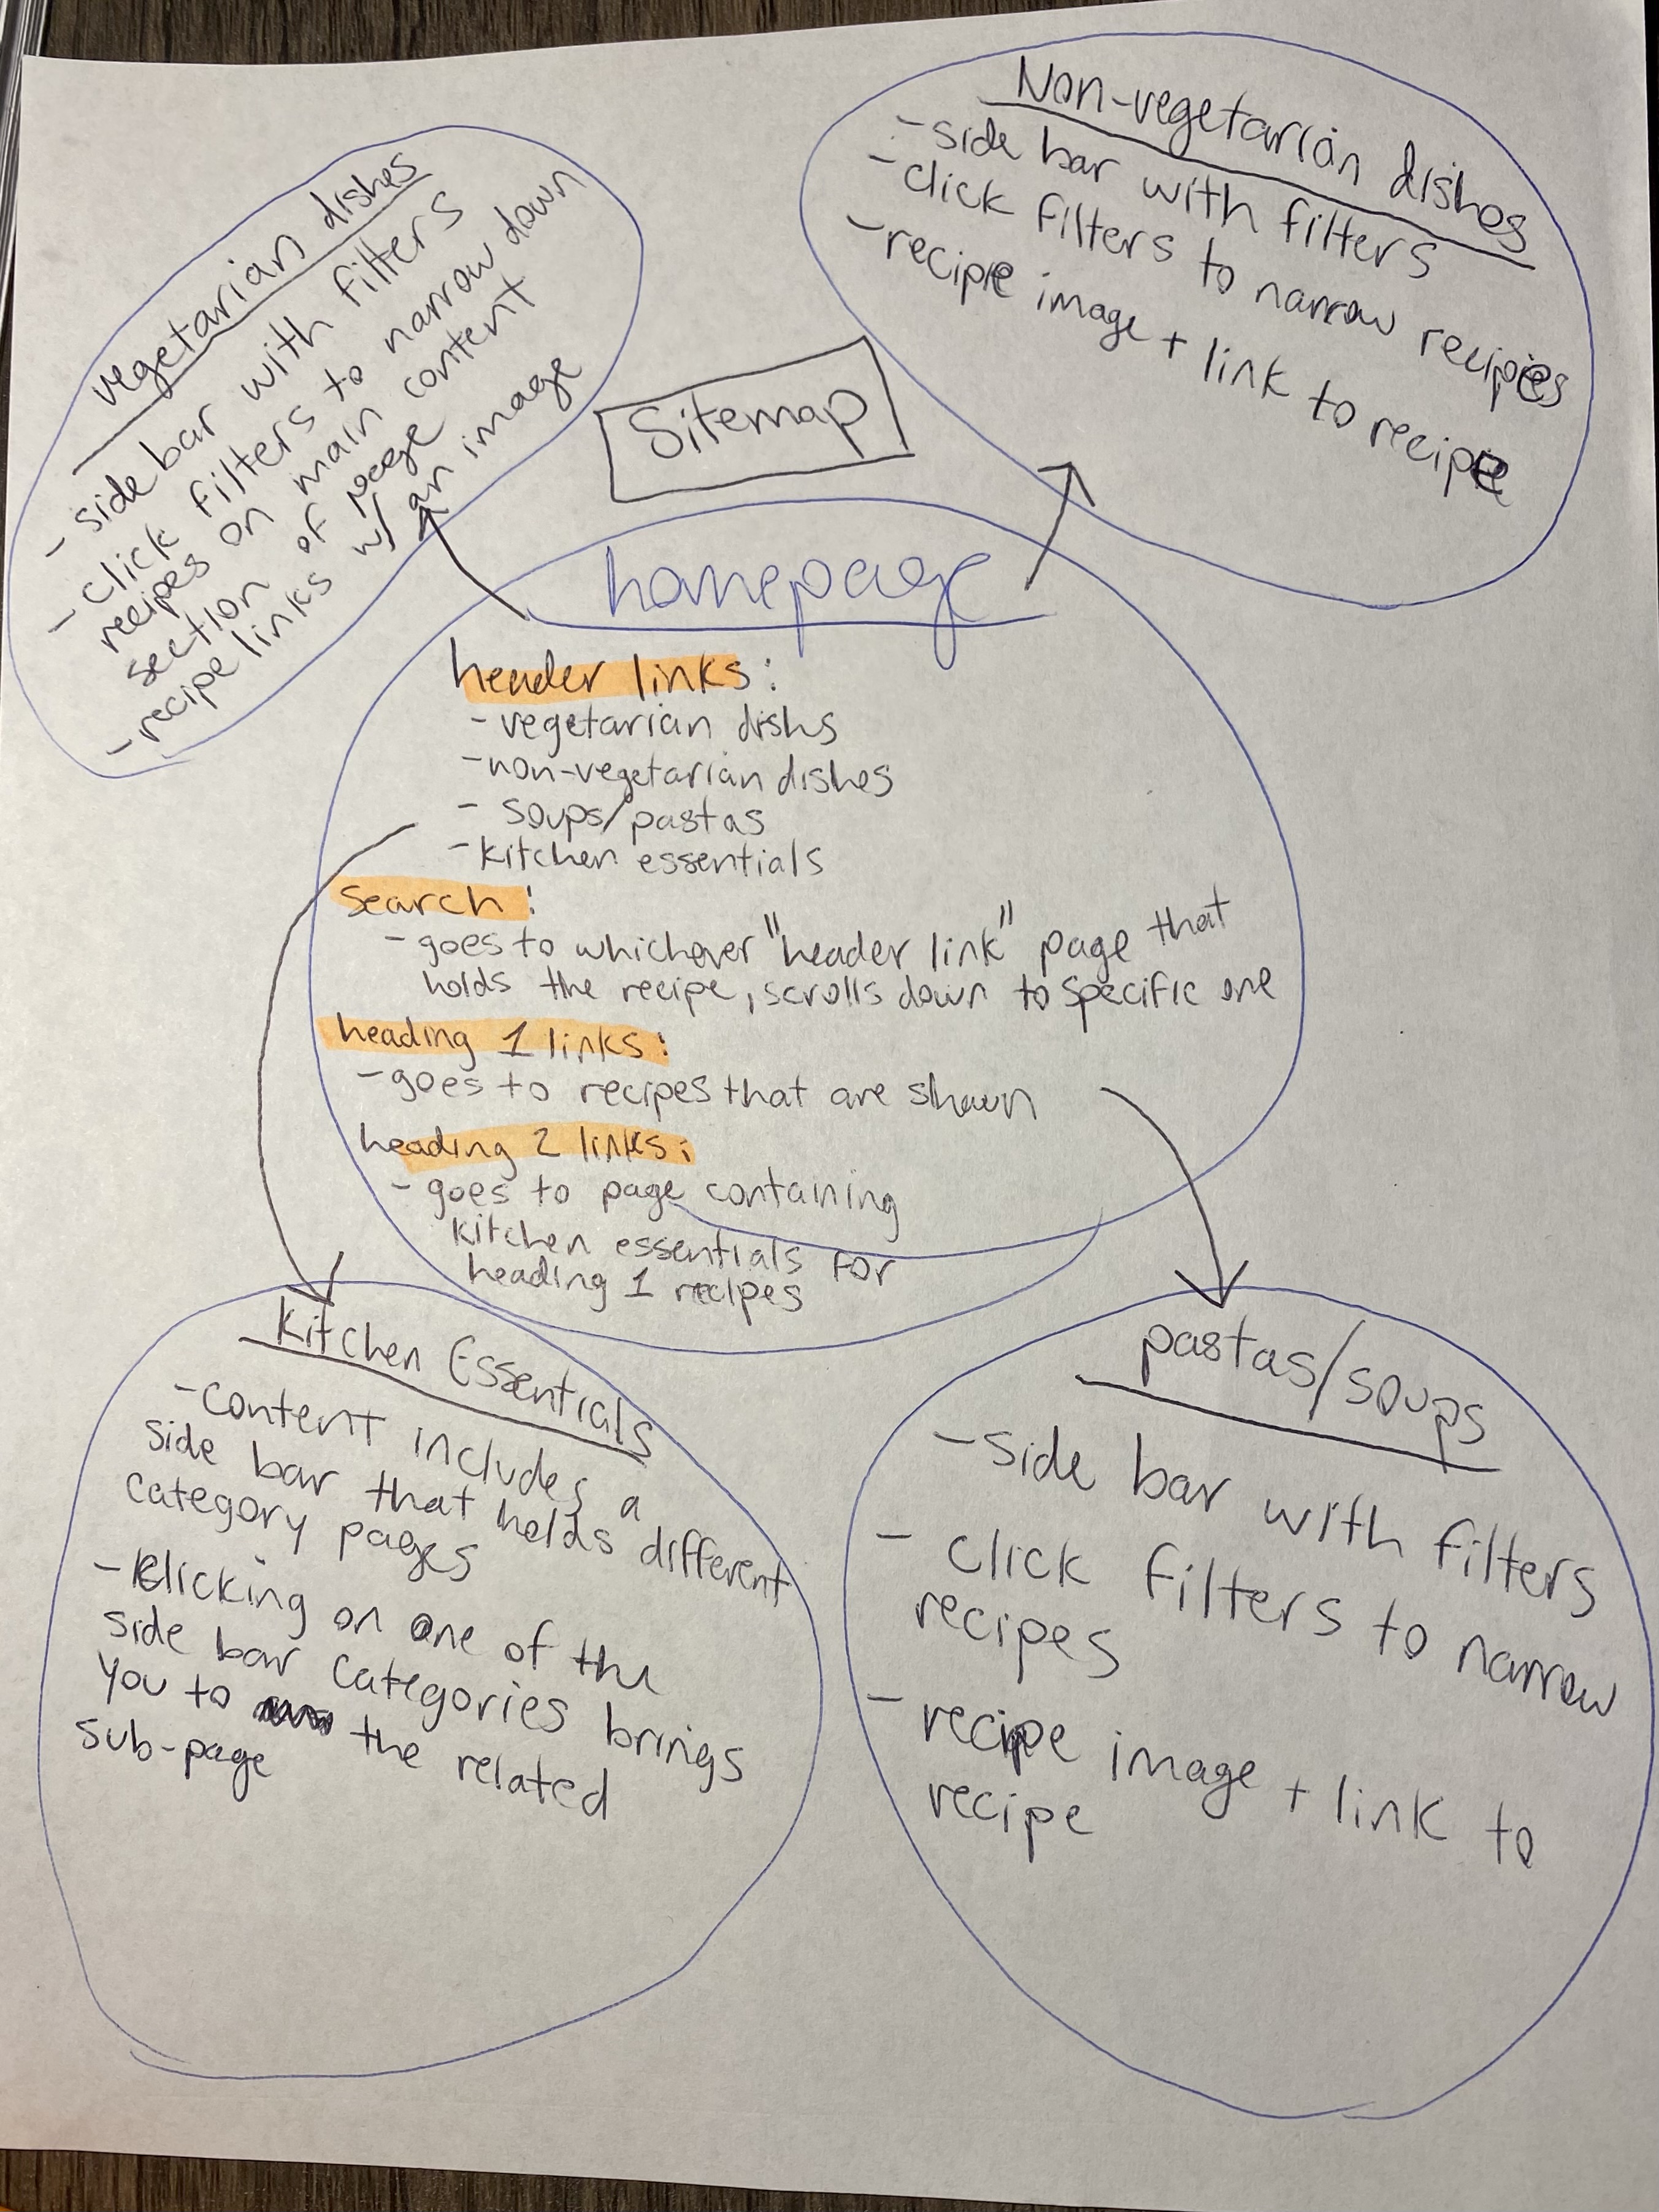 Sitemap
vegetarian dishes
- side bar with filters
- click filters to narrow down
recipes on main content
section of page
- recipe links w/ an image
Non-vegetarian dishes
- side bar with filters
- click filters to narrow recipes
- recipe image + link to recipe
homepage
header links:
- vegetarian dishs
- non-vegetarian dishes
- soups/pastas
- kitchen essentials
Search:
- goes to whichever "header link" page that
holds the recipe, scrolls down to specific one
heading 1 links:
- goes to recipes that are shown
heading 2 links:
- goes to page containing
kitchen essentials for
heading 1 recipes
Kitchen Essentials
- content includes a
side bar that holds different
category pages
- clicking on one of the
side bar categories brings
you to the related
sub-page
pastas/soups
- side bar with filters
- click filters to narrow
recipes
- recipe image + link to
recipe